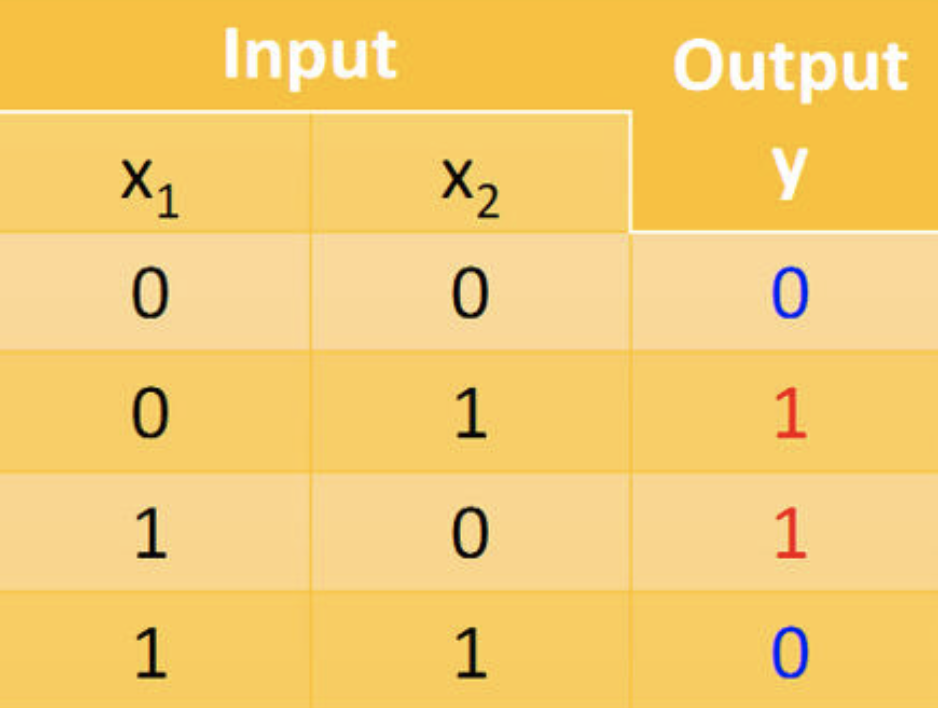 Input Output
x₁ x₂ y
0 0 0
0 1 1
1 0 1
1 1 0